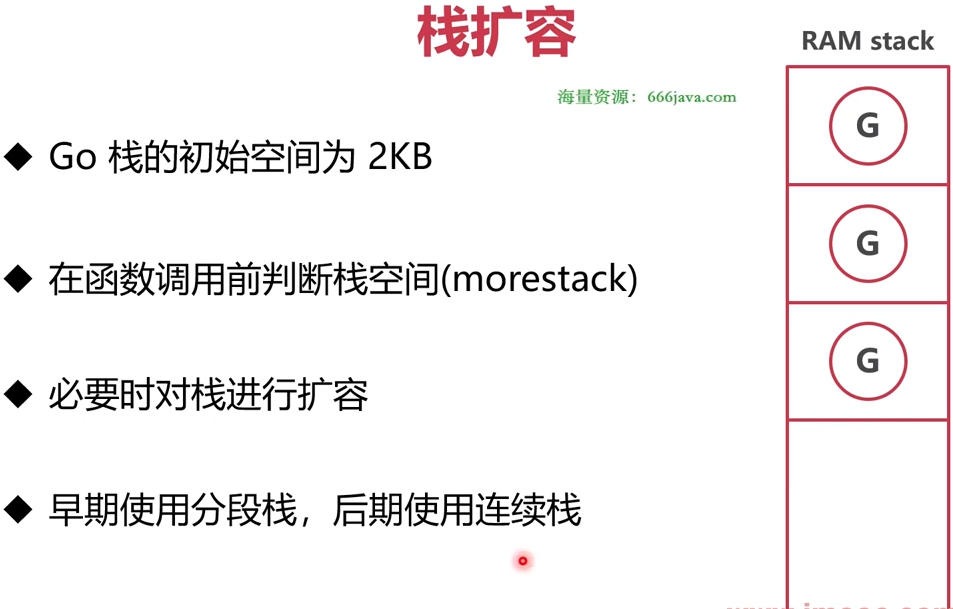 栈扩容
RAM stack
海量资源：666java.com
G
◆ Go 栈的初始空间为 2KB
G
◆ 在函数调用前判断栈空间(morestack)
G
◆ 必要时对栈进行扩容
◆ 早期使用分段栈，后期使用连续栈